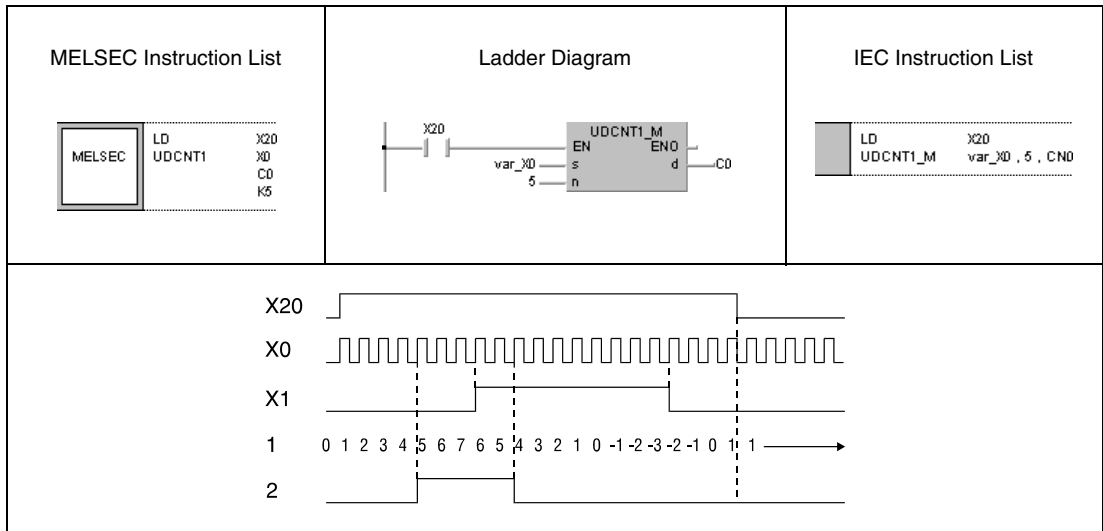 MELSEC Instruction List
MELSEC
LD X20
UDCNT1 X0
C0
K5
Ladder Diagram
X20
UDCNT1_M
EN ENO
var_X0 s d C0
5 n
IEC Instruction List
LD X20
UDCNT1_M var_X0 , 5 , CN0
X20
X0
X1
1 0 1 2 3 4 5 6 7 6 5 4 3 2 1 0 -1 -2 -3 -2 -1 0 1 1
2